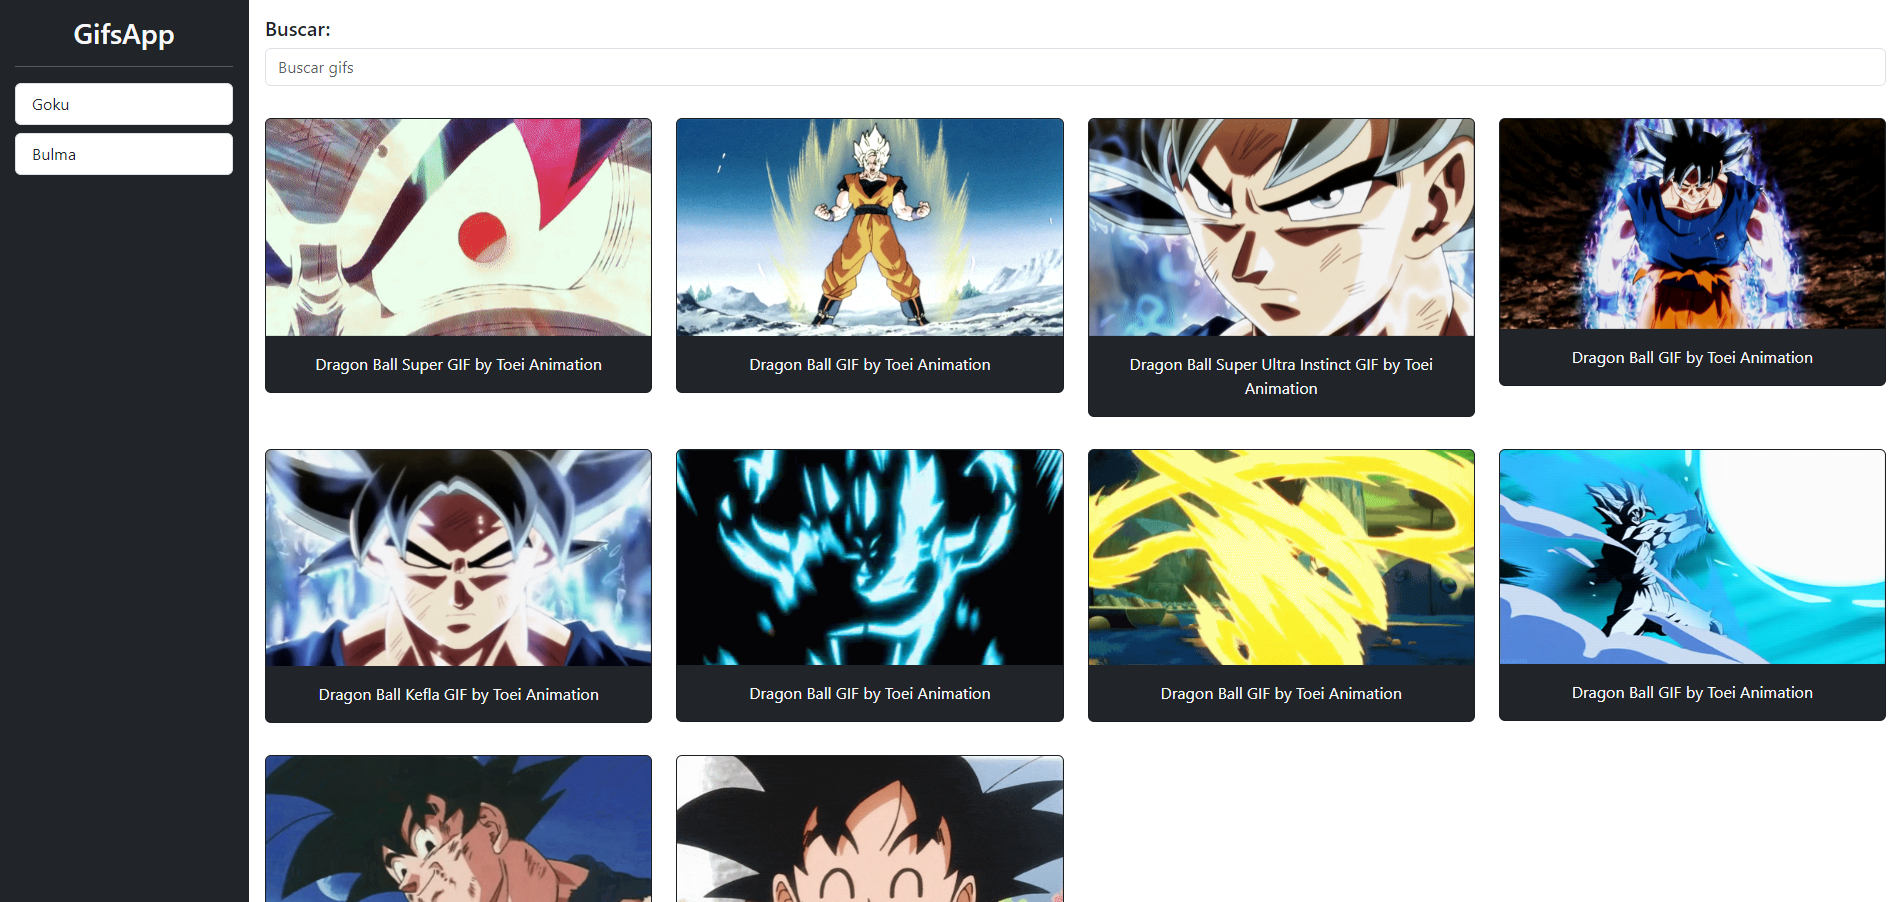 GifsApp
Goku
Bulma
Buscar:
Buscar gifs
Dragon Ball Super GIF by Toei Animation
Dragon Ball GIF by Toei Animation
Dragon Ball Super Ultra Instinct GIF by Toei
Animation
Dragon Ball GIF by Toei Animation
Dragon Ball Kefla GIF by Toei Animation
Dragon Ball GIF by Toei Animation
Dragon Ball GIF by Toei Animation
Dragon Ball GIF by Toei Animation